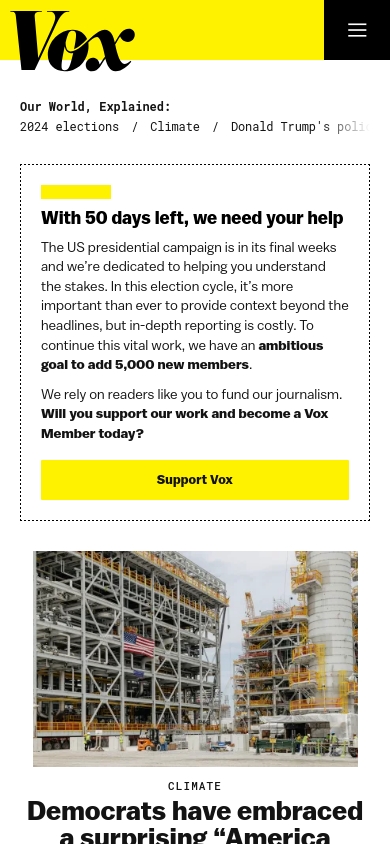 Vox
Our World, Explained:
2024 elections / Climate / Donald Trump's poli
With 50 days left, we need your help
The US presidential campaign is in its final weeks
and we’re dedicated to helping you understand
the stakes. In this election cycle, it’s more
important than ever to provide context beyond the
headlines, but in-depth reporting is costly. To
continue this vital work, we have an ambitious
goal to add 5,000 new members.
We rely on readers like you to fund our journalism.
Will you support our work and become a Vox
Member today?
Support Vox
CLIMATE
Democrats have embraced
a surprising “America